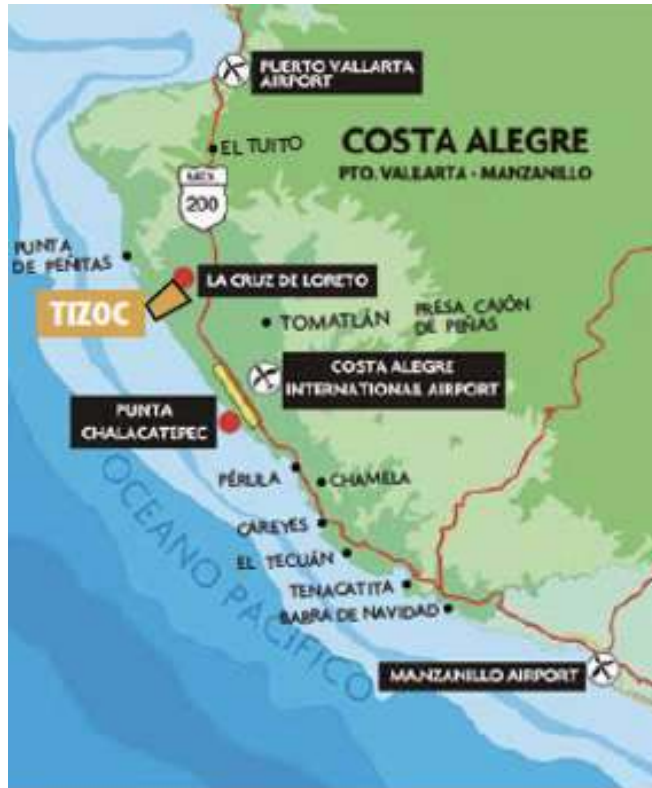 PUERTO VALLARTA
AIRPORT
EL TUITO
COSTA ALEGRE
PTO. VALLARTA - MANZANILLO
MEX
200
PUNTA
DE PEÑITAS
LA CRUZ DE LORETO
TIZOC
TOMATLÁN
PRESA CAJÓN
DE PEÑAS
COSTA ALEGRE
INTERNATIONAL AIRPORT
PUNTA
CHALACATEPEC
PÉRULA
CHAMELA
CAREYES
EL TECUÁN
TENACATITA
BARRA DE NAVIDAD
OCEANO PACIFICO
MANZANILLO AIRPORT